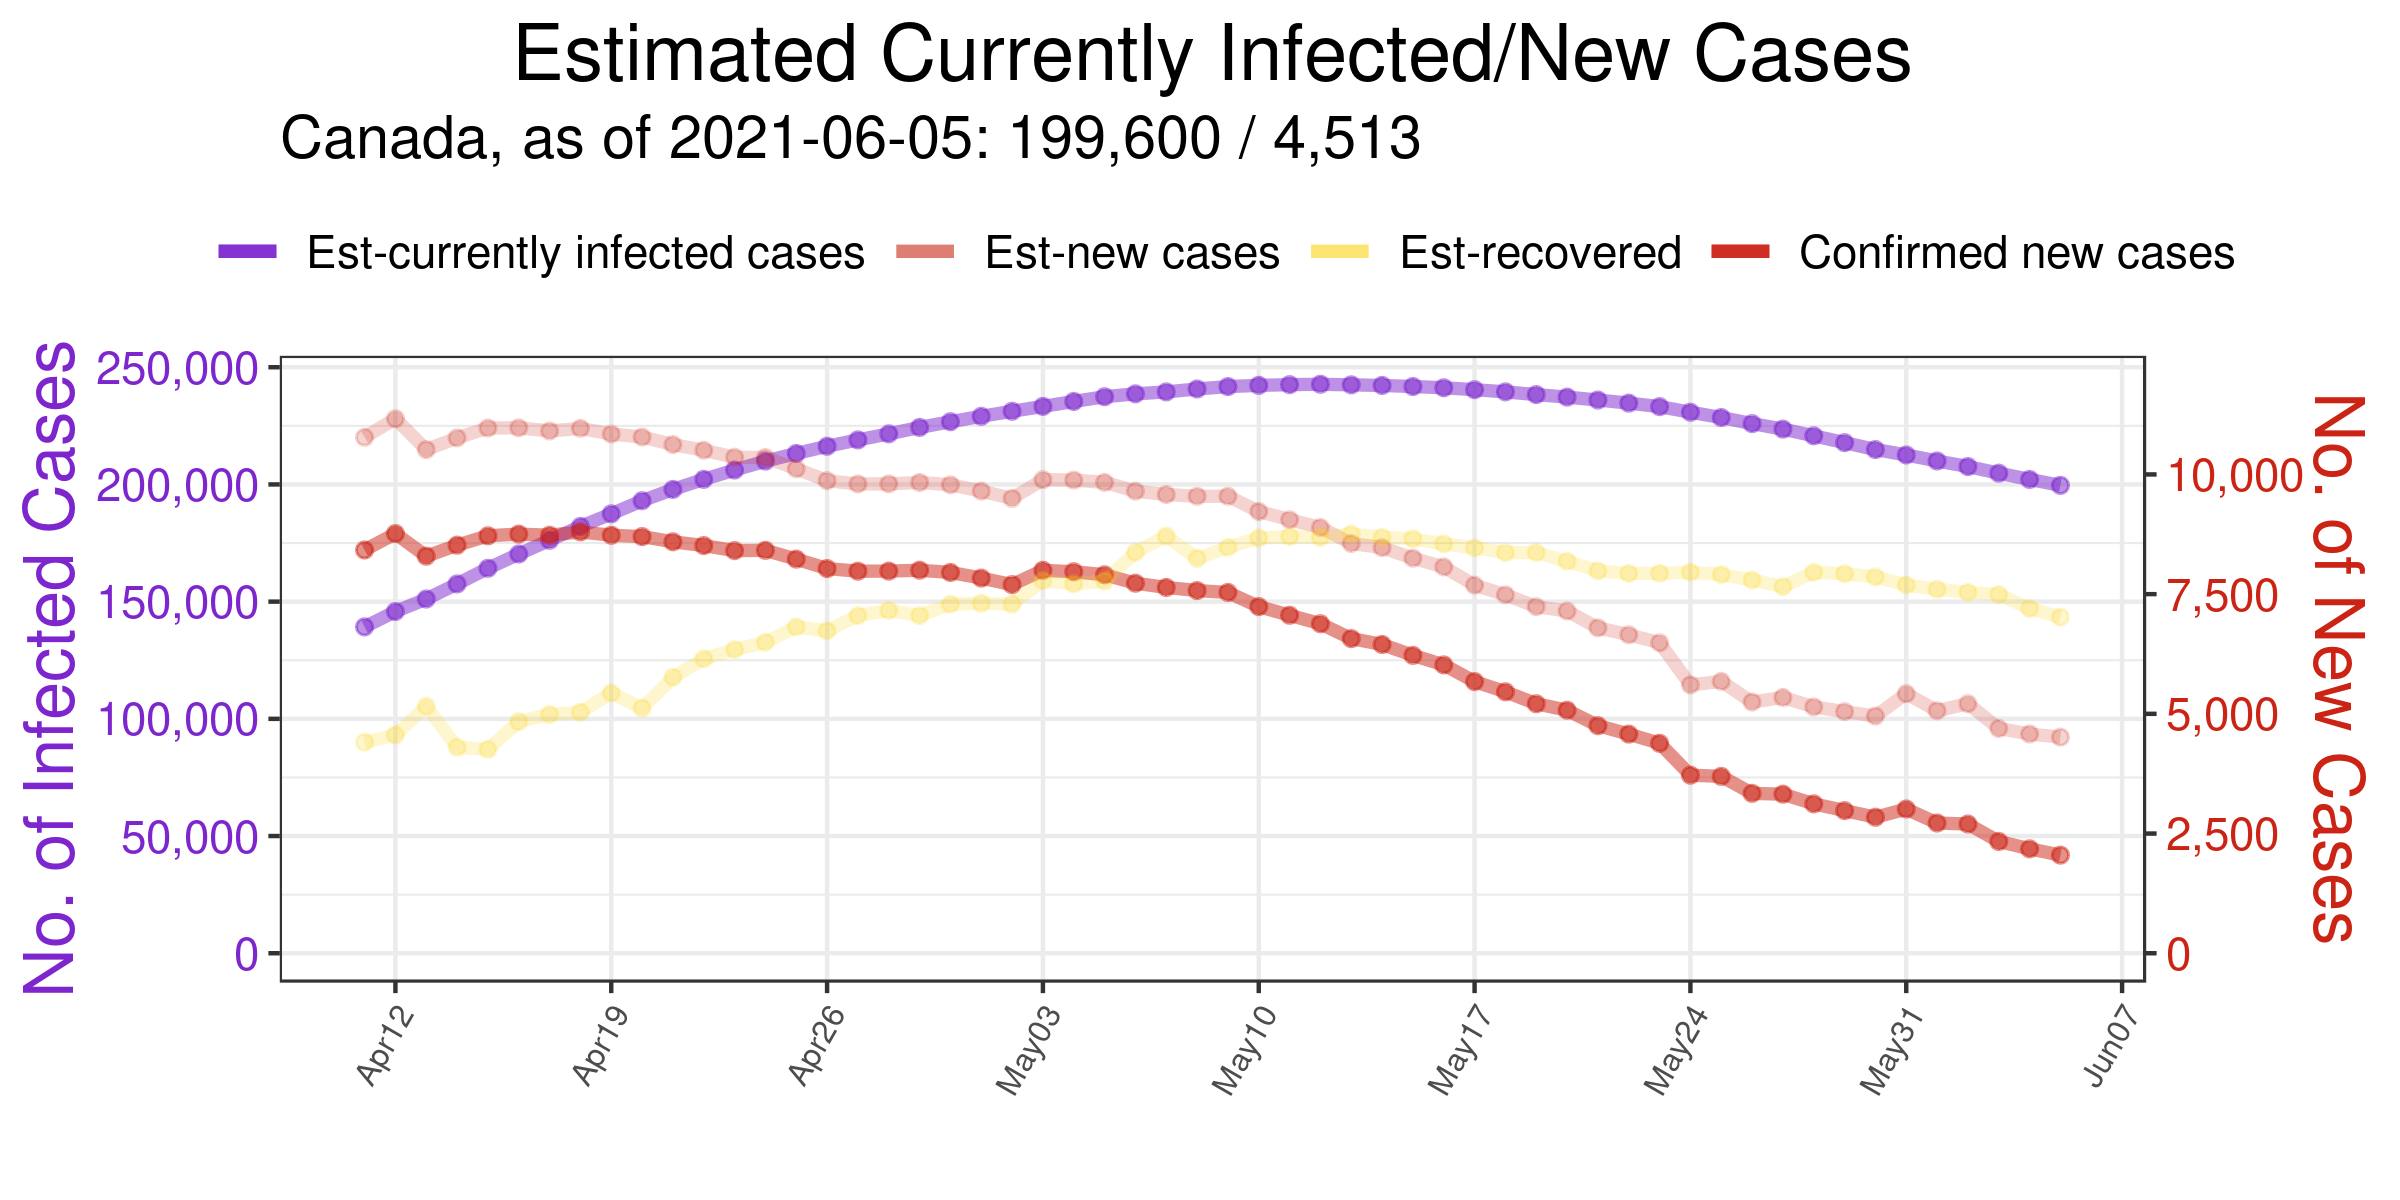 Estimated Currently Infected/New Cases
Canada, as of 2021-06-05: 199,600 / 4,513
Est-currently infected cases Est-new cases Est-recovered Confirmed new cases
No. of Infected Cases
250,000
200,000
150,000
100,000
50,000
0
10,000
7,500
5,000
2,500
0
No. of New Cases
Apr12 Apr19 Apr26 May03 May10 May17 May24 May31 Jun07